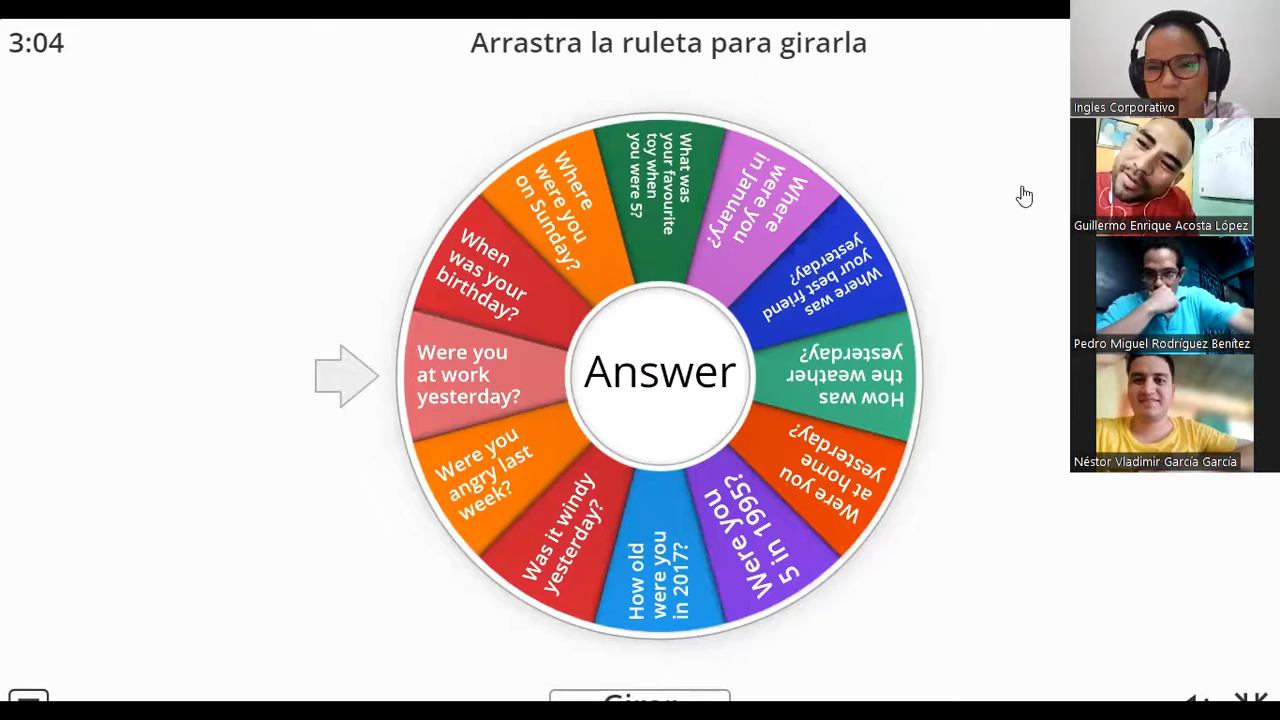 3:04
Arrastra la ruleta para girarla
What was
your favourite
toy when
you were 5?
Where
were you
in January?
Where was
your best friend
yesterday?
How was
the weather
yesterday?
Were you
at home
yesterday?
Were you
5 in 1995?
How old
were you
in 2017?
Was it windy
yesterday?
Were you
angry last
week?
Were you
at work
yesterday?
When
was your
birthday?
Where
were you
on Sunday?
Answer
Girar
Ingles Corporativo
Guillermo Enrique Acosta López
Pedro Miguel Rodríguez Benítez
Néstor Vladimir García García